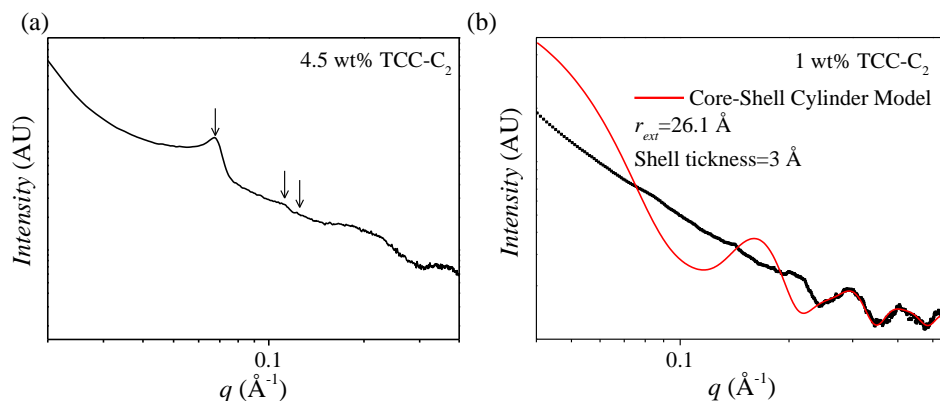 (a)
4.5 wt% TCC-C₂
Intensity (AU)
0.1
q (Å⁻¹)
(b)
1 wt% TCC-C₂
Core-Shell Cylinder Model
r_ext=26.1 Å
Shell tickness=3 Å
Intensity (AU)
0.1
q (Å⁻¹)